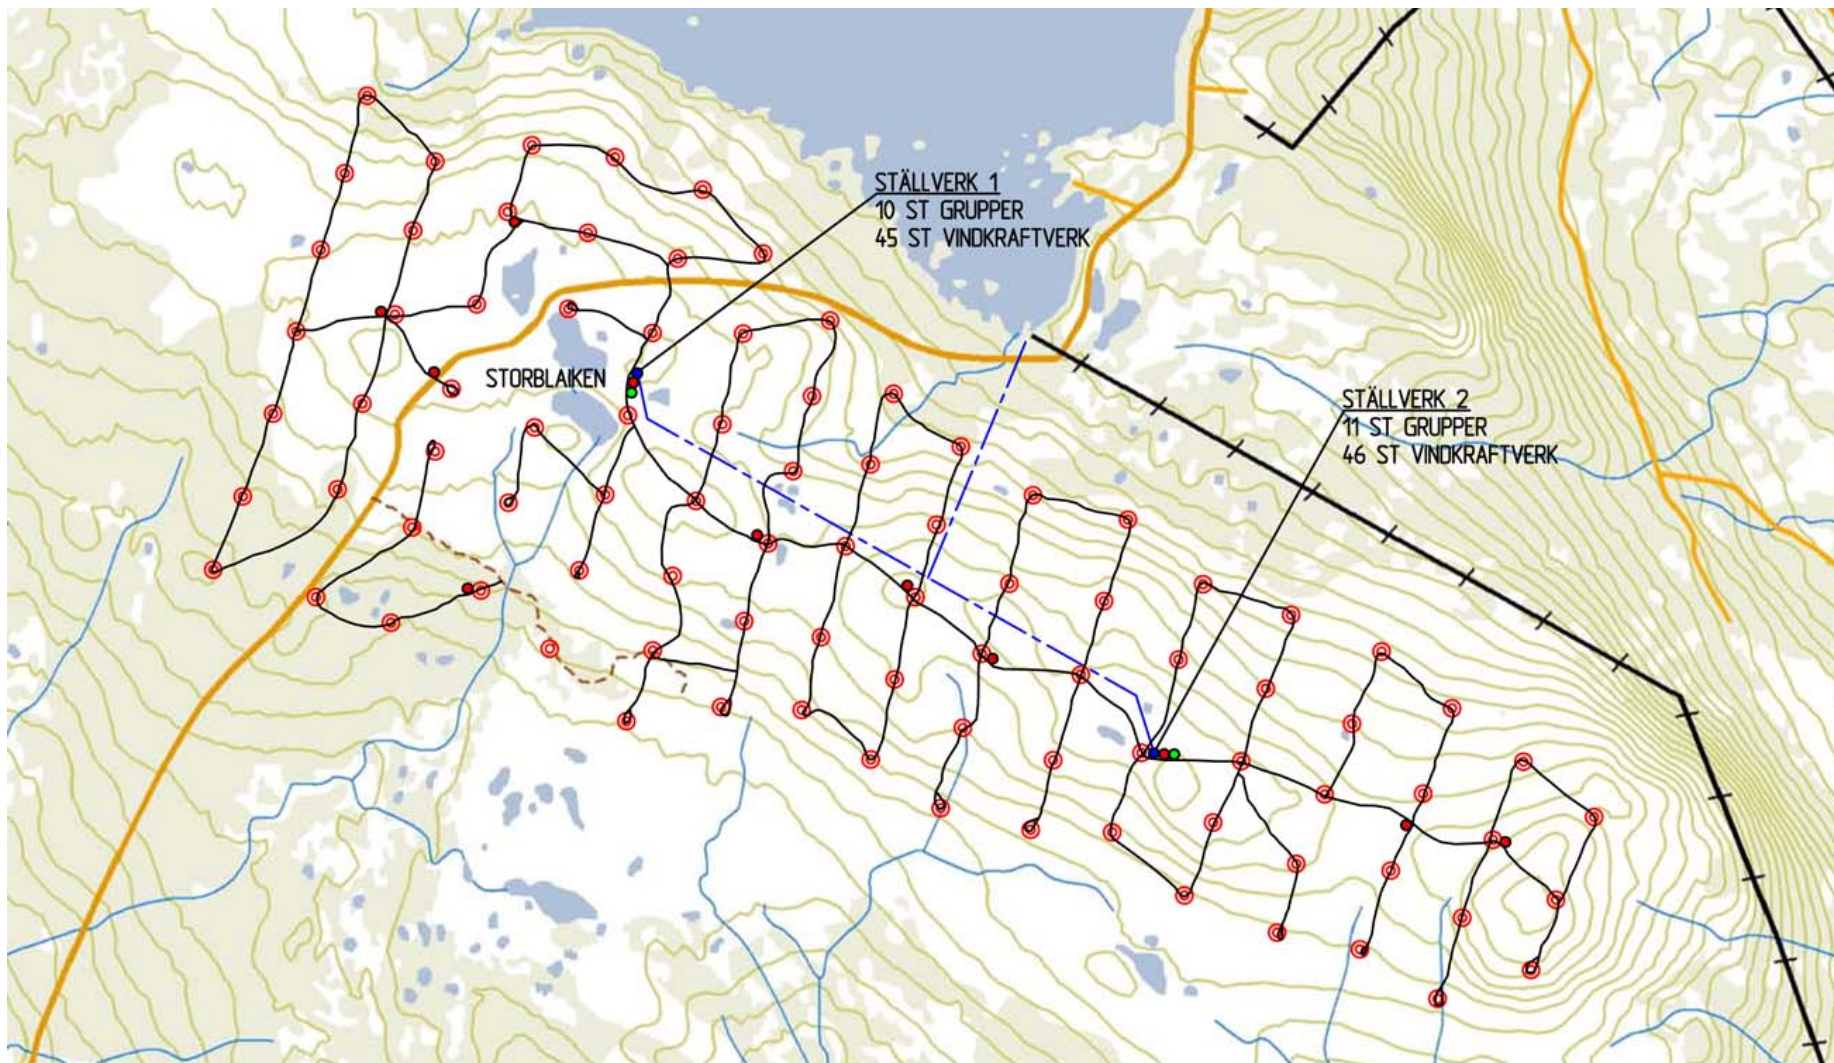 STÄLLVERK 1
10 ST GRUPPER
45 ST VINDKRAFTVERK
STORBLAIKEN
STÄLLVERK 2
11 ST GRUPPER
46 ST VINDKRAFTVERK